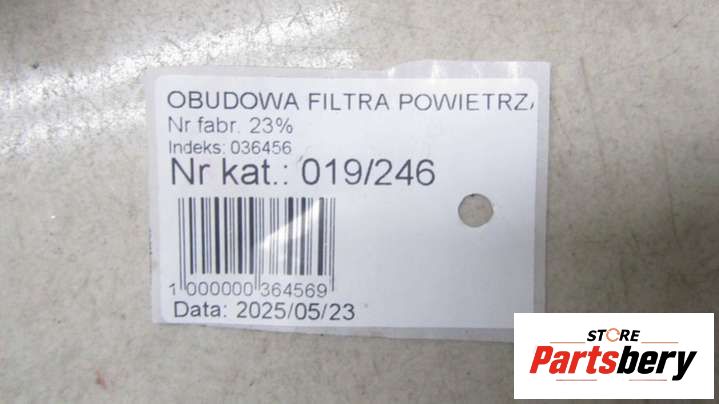 OBUDOWA FILTRA POWIETRZA
Nr fabr. 23%
Indeks: 036456
Nr kat.: 019/246
1 000000 364569
Data: 2025/05/23
STORE
Partsbery